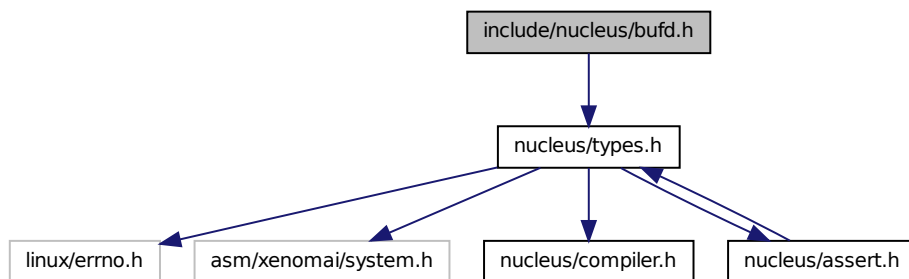 include/nucleus/bufd.h
nucleus/types.h
linux/errno.h
asm/xenomai/system.h
nucleus/compiler.h
nucleus/assert.h